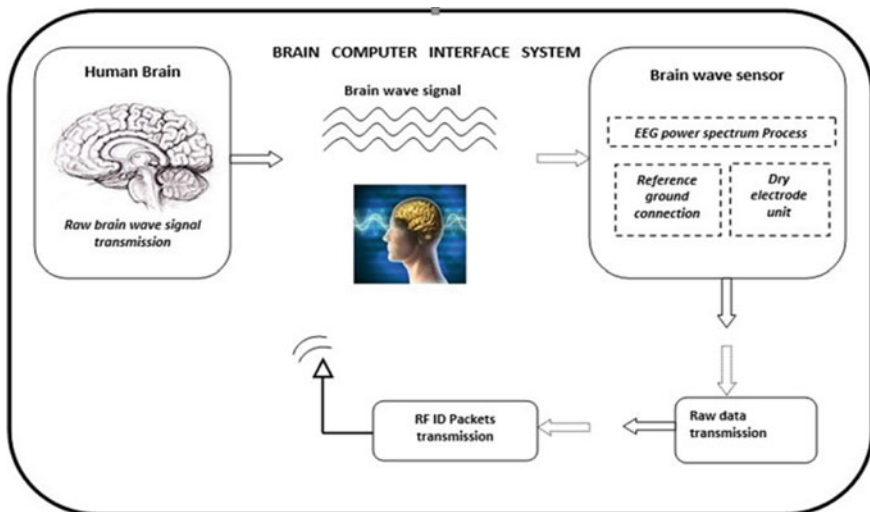 BRAIN COMPUTER INTERFACE SYSTEM
Human Brain
Raw brain wave signal
transmission
Brain wave signal
Brain wave sensor
EEG power spectrum Process
Reference
ground
connection
Dry
electrode
unit
RF ID Packets
transmission
Raw data
transmission